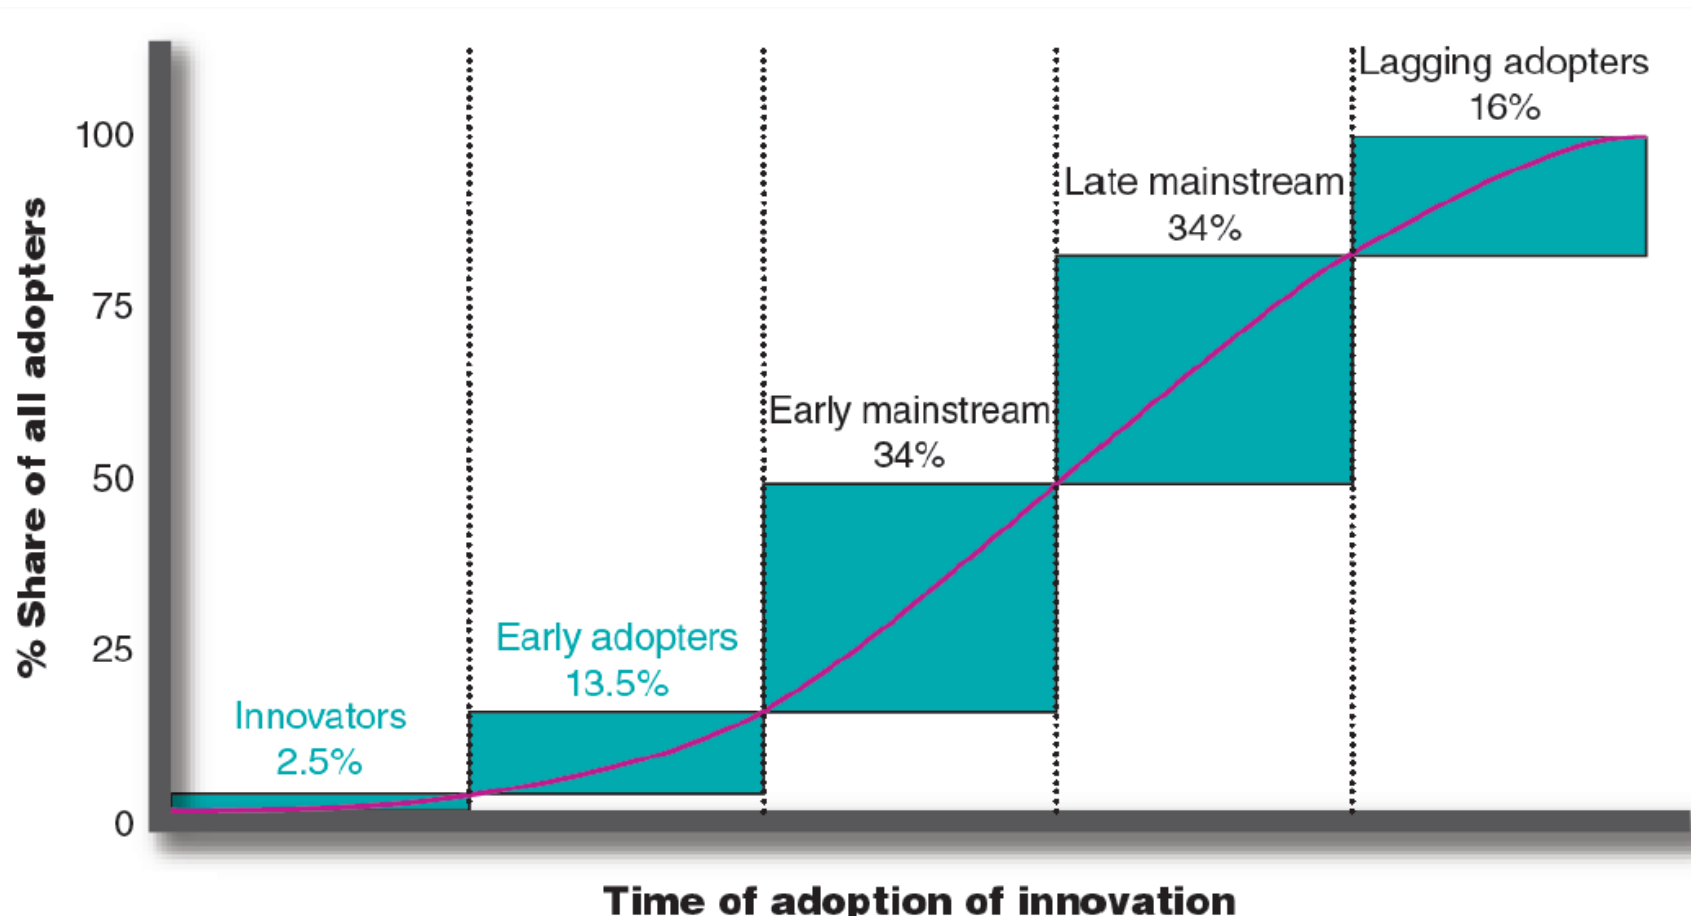 Lagging adopters
16%
100
Late mainstream
34%
75
Early mainstream
34%
50
Early adopters
13.5%
25
Innovators
2.5%
0
% Share of all adopters
Time of adoption of innovation